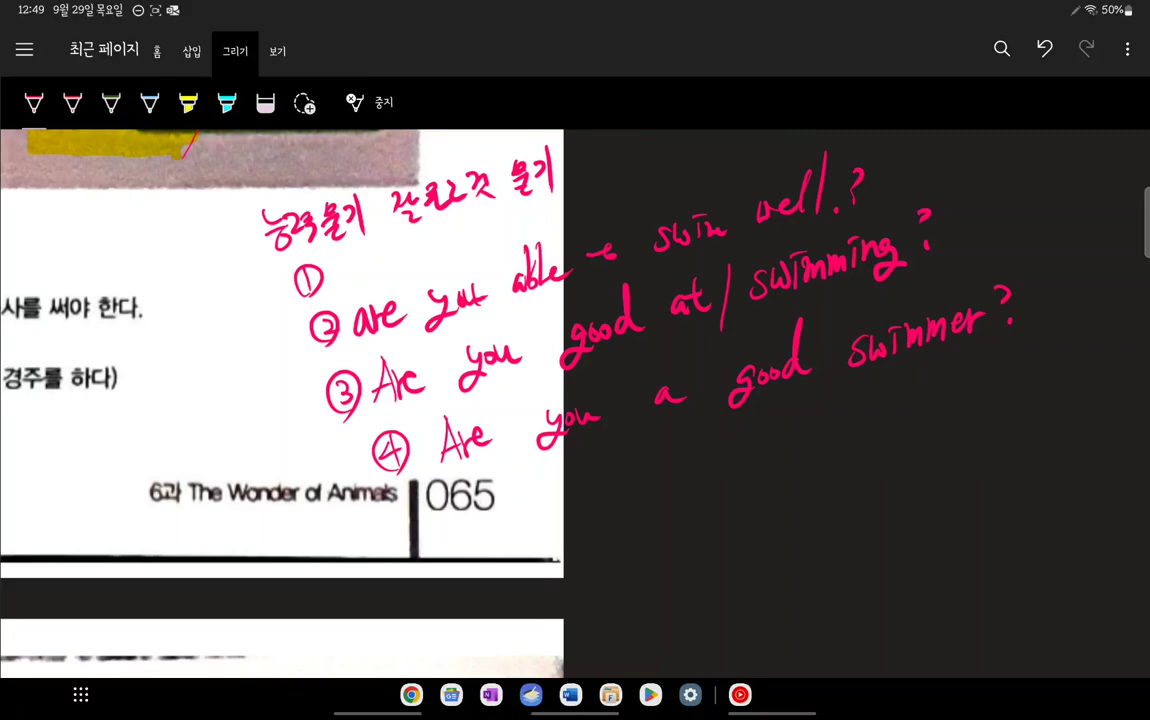 12:49 9월 29일 목요일 50%
최근 페이지 홈 삽입 그리기 보기
중지
능력묻기 잘하는것 묻기
①
② are you able to swim well.?
③ Are you good at/swimming?
④ Are you a good swimmer?
사를 써야 한다.
경주를 하다)
6과 The Wonder of Animals 065